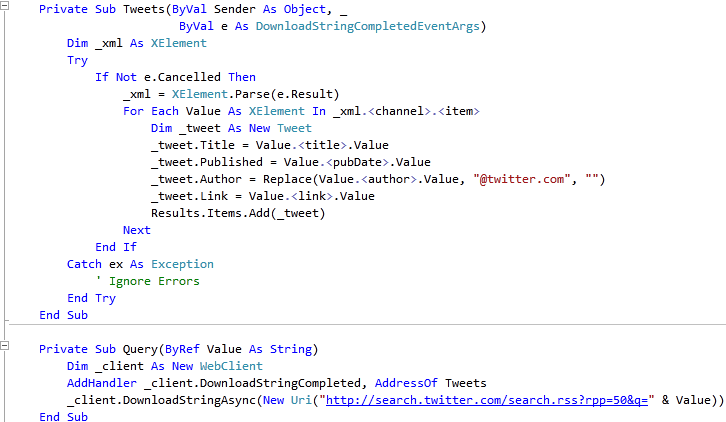 Private Sub Tweets(ByVal Sender As Object, _
ByVal e As DownloadStringCompletedEventArgs)
Dim _xml As XElement
Try
If Not e.Cancelled Then
_xml = XElement.Parse(e.Result)
For Each Value As XElement In _xml.<channel>.<item>
Dim _tweet As New Tweet
_tweet.Title = Value.<title>.Value
_tweet.Published = Value.<pubDate>.Value
_tweet.Author = Replace(Value.<author>.Value, "@twitter.com", "")
_tweet.Link = Value.<link>.Value
Results.Items.Add(_tweet)
Next
End If
Catch ex As Exception
' Ignore Errors
End Try
End Sub
Private Sub Query(ByRef Value As String)
Dim _client As New WebClient
AddHandler _client.DownloadStringCompleted, AddressOf Tweets
_client.DownloadStringAsync(New Uri("http://search.twitter.com/search.rss?rpp=50&q=" & Value))
End Sub